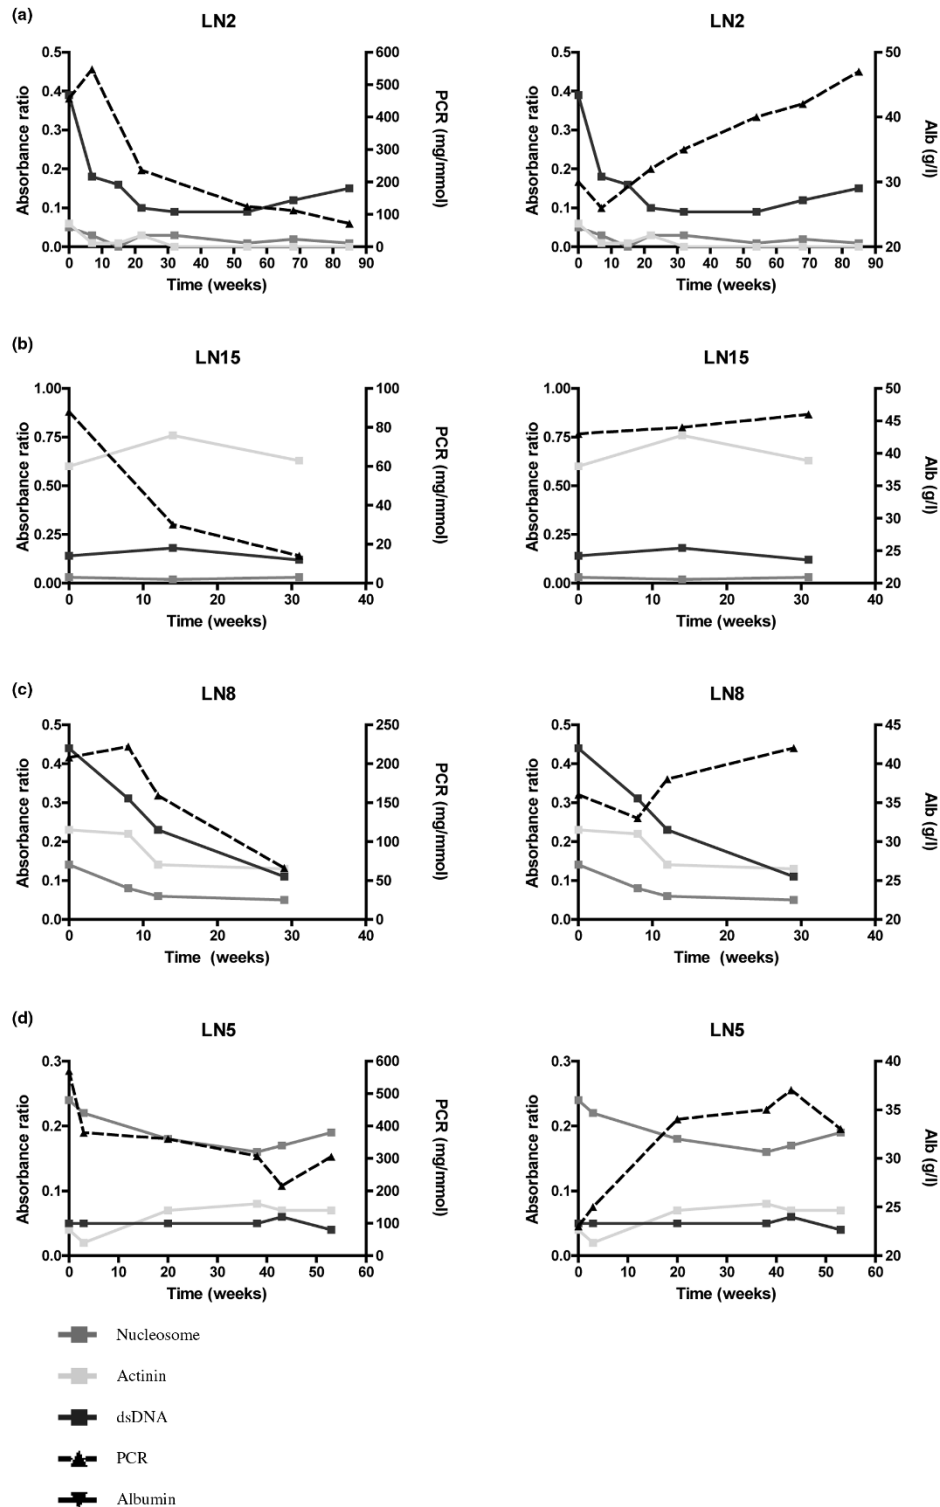 (a)
LN2
LN2
0.5
0.4
0.3
0.2
0.1
0.0
Absorbance ratio
600
500
400
300
200
100
0
PCR (mg/mmol)
0 10 20 30 40 50 60 70 80 90
Time (weeks)
0.5
0.4
0.3
0.2
0.1
0.0
Absorbance ratio
50
40
30
20
Alb (g/l)
0 10 20 30 40 50 60 70 80 90
Time (weeks)
(b)
LN15
LN15
1.00
0.75
0.50
0.25
0.00
Absorbance ratio
100
80
60
40
20
0
PCR (mg/mmol)
0 10 20 30 40
Time (weeks)
1.00
0.75
0.50
0.25
0.00
Absorbance ratio
50
45
40
35
30
25
20
Alb (g/l)
0 10 20 30 40
Time (weeks)
(c)
LN8
LN8
0.5
0.4
0.3
0.2
0.1
0.0
Absorbance ratio
250
200
150
100
50
0
PCR (mg/mmol)
0 10 20 30 40
Time (weeks)
0.5
0.4
0.3
0.2
0.1
0.0
Absorbance ratio
45
40
35
30
25
20
Alb (g/l)
0 10 20 30 40
Time (weeks)
(d)
LN5
LN5
0.3
0.2
0.1
0.0
Absorbance ratio
600
500
400
300
200
100
0
PCR (mg/mmol)
0 10 20 30 40 50 60
Time (weeks)
0.3
0.2
0.1
0.0
Absorbance ratio
40
35
30
25
20
Alb (g/l)
0 10 20 30 40 50 60
Time (weeks)
Nucleosome
Actinin
dsDNA
PCR
Albumin